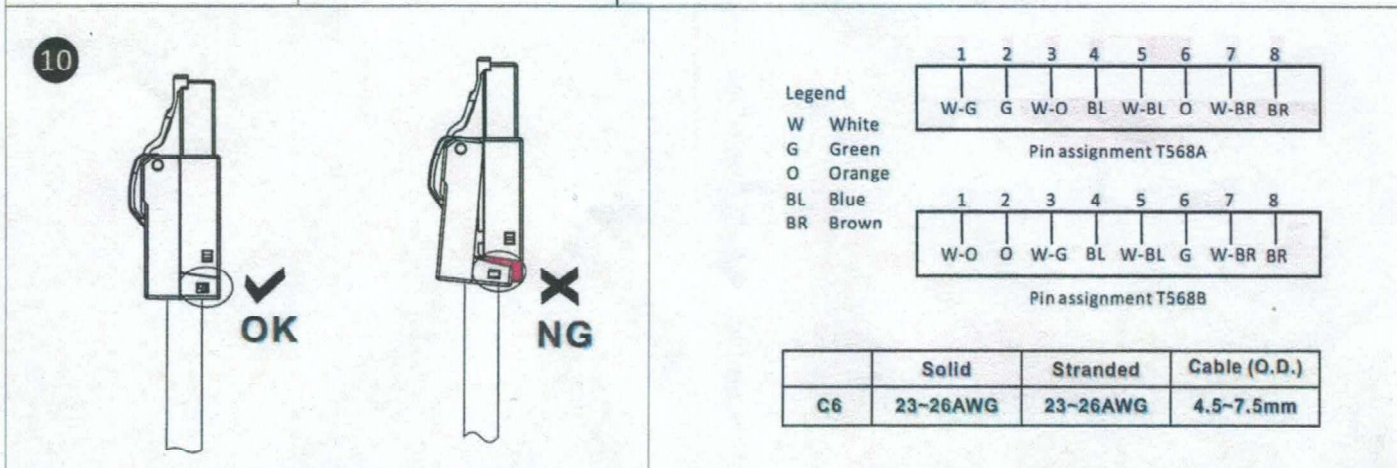 10
OK
NG
Legend
W White
G Green
O Orange
BL Blue
BR Brown
1 2 3 4 5 6 7 8
W-G G W-O BL W-BL O W-BR BR
Pin assignment T568A
1 2 3 4 5 6 7 8
W-O O W-G BL W-BL G W-BR BR
Pin assignment T568B
Solid Stranded Cable (O.D.)
C6 23~26AWG 23~26AWG 4.5~7.5mm